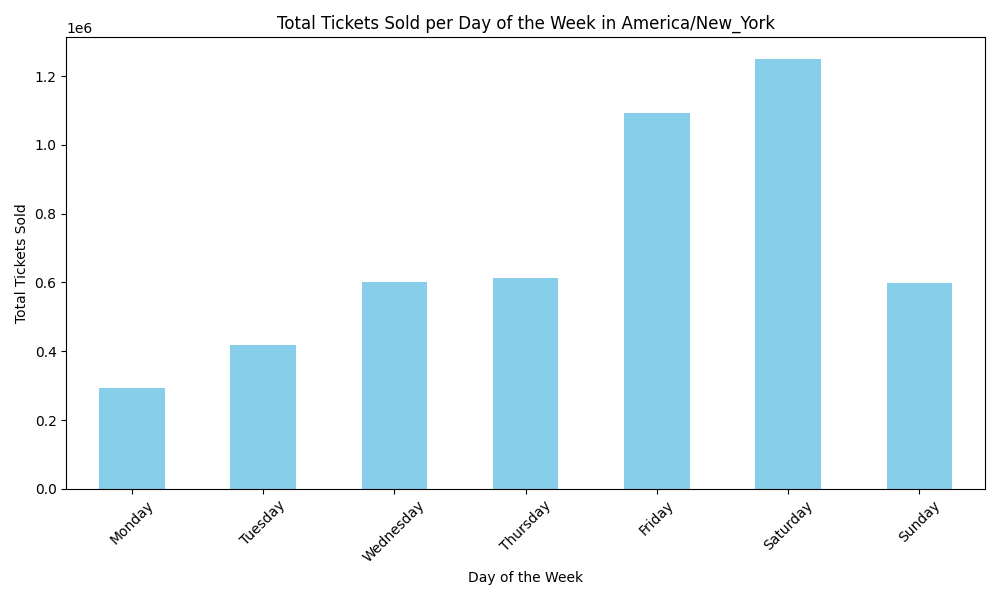 Total Tickets Sold per Day of the Week in America/New_York
1e6
1.2
1.0
0.8
0.6
0.4
0.2
0.0
Total Tickets Sold
Monday
Tuesday
Wednesday
Thursday
Friday
Saturday
Sunday
Day of the Week